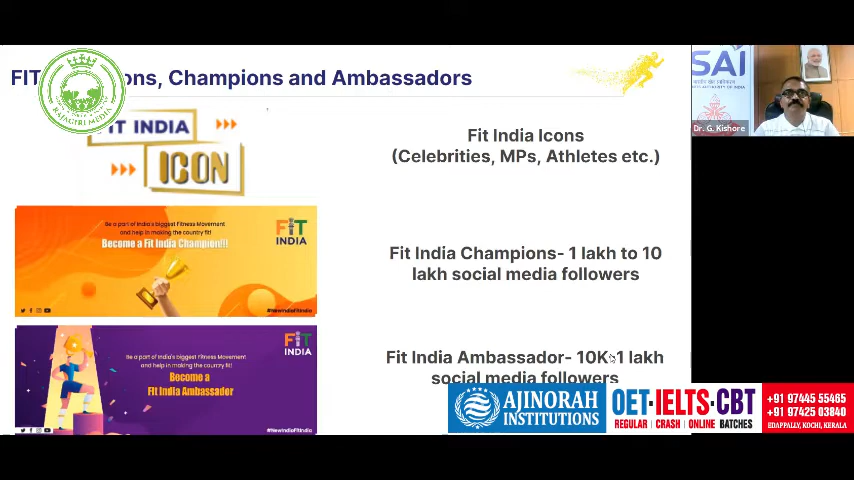 FIT ons, Champions and Ambassadors
RAJAGIRI MEDIA
FIT INDIA
ICON
Fit India Icons
(Celebrities, MPs, Athletes etc.)
Be a part of India's biggest Fitness Movement
and help in making the country fit!
Become a Fit India Champion!!!
FIT
INDIA
#NewIndiaFitIndia
Fit India Champions- 1 lakh to 10
lakh social media followers
Be a part of India's biggest Fitness Movement
and help in making the country fit!
Become a
Fit India Ambassador
FIT
INDIA
#NewIndiaFitIndia
Fit India Ambassador- 10K-1 lakh
social media followers
SAI
Dr. G. Kishore
AJINORAH
INSTITUTIONS
OET·IELTS·CBT
REGULAR | CRASH | ONLINE BATCHES
+91 97445 55465
+91 97425 03840
EDAPPALLY, KOCHI, KERALA